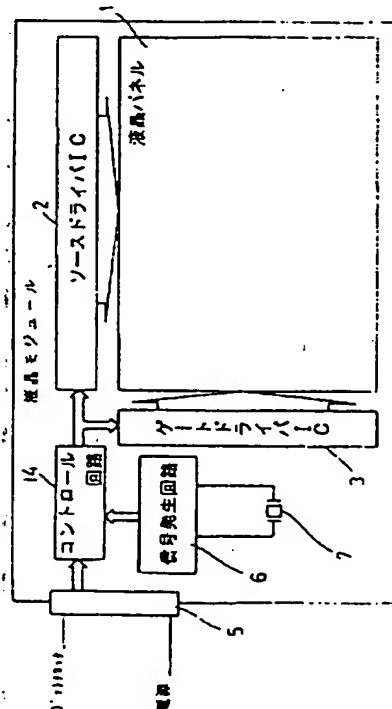 液晶モジュール
14
コントロール
回路
2
ソースドライバIC
1
液晶パネル
ゲートドライバIC
3
信号発生回路
6
7
5
電源